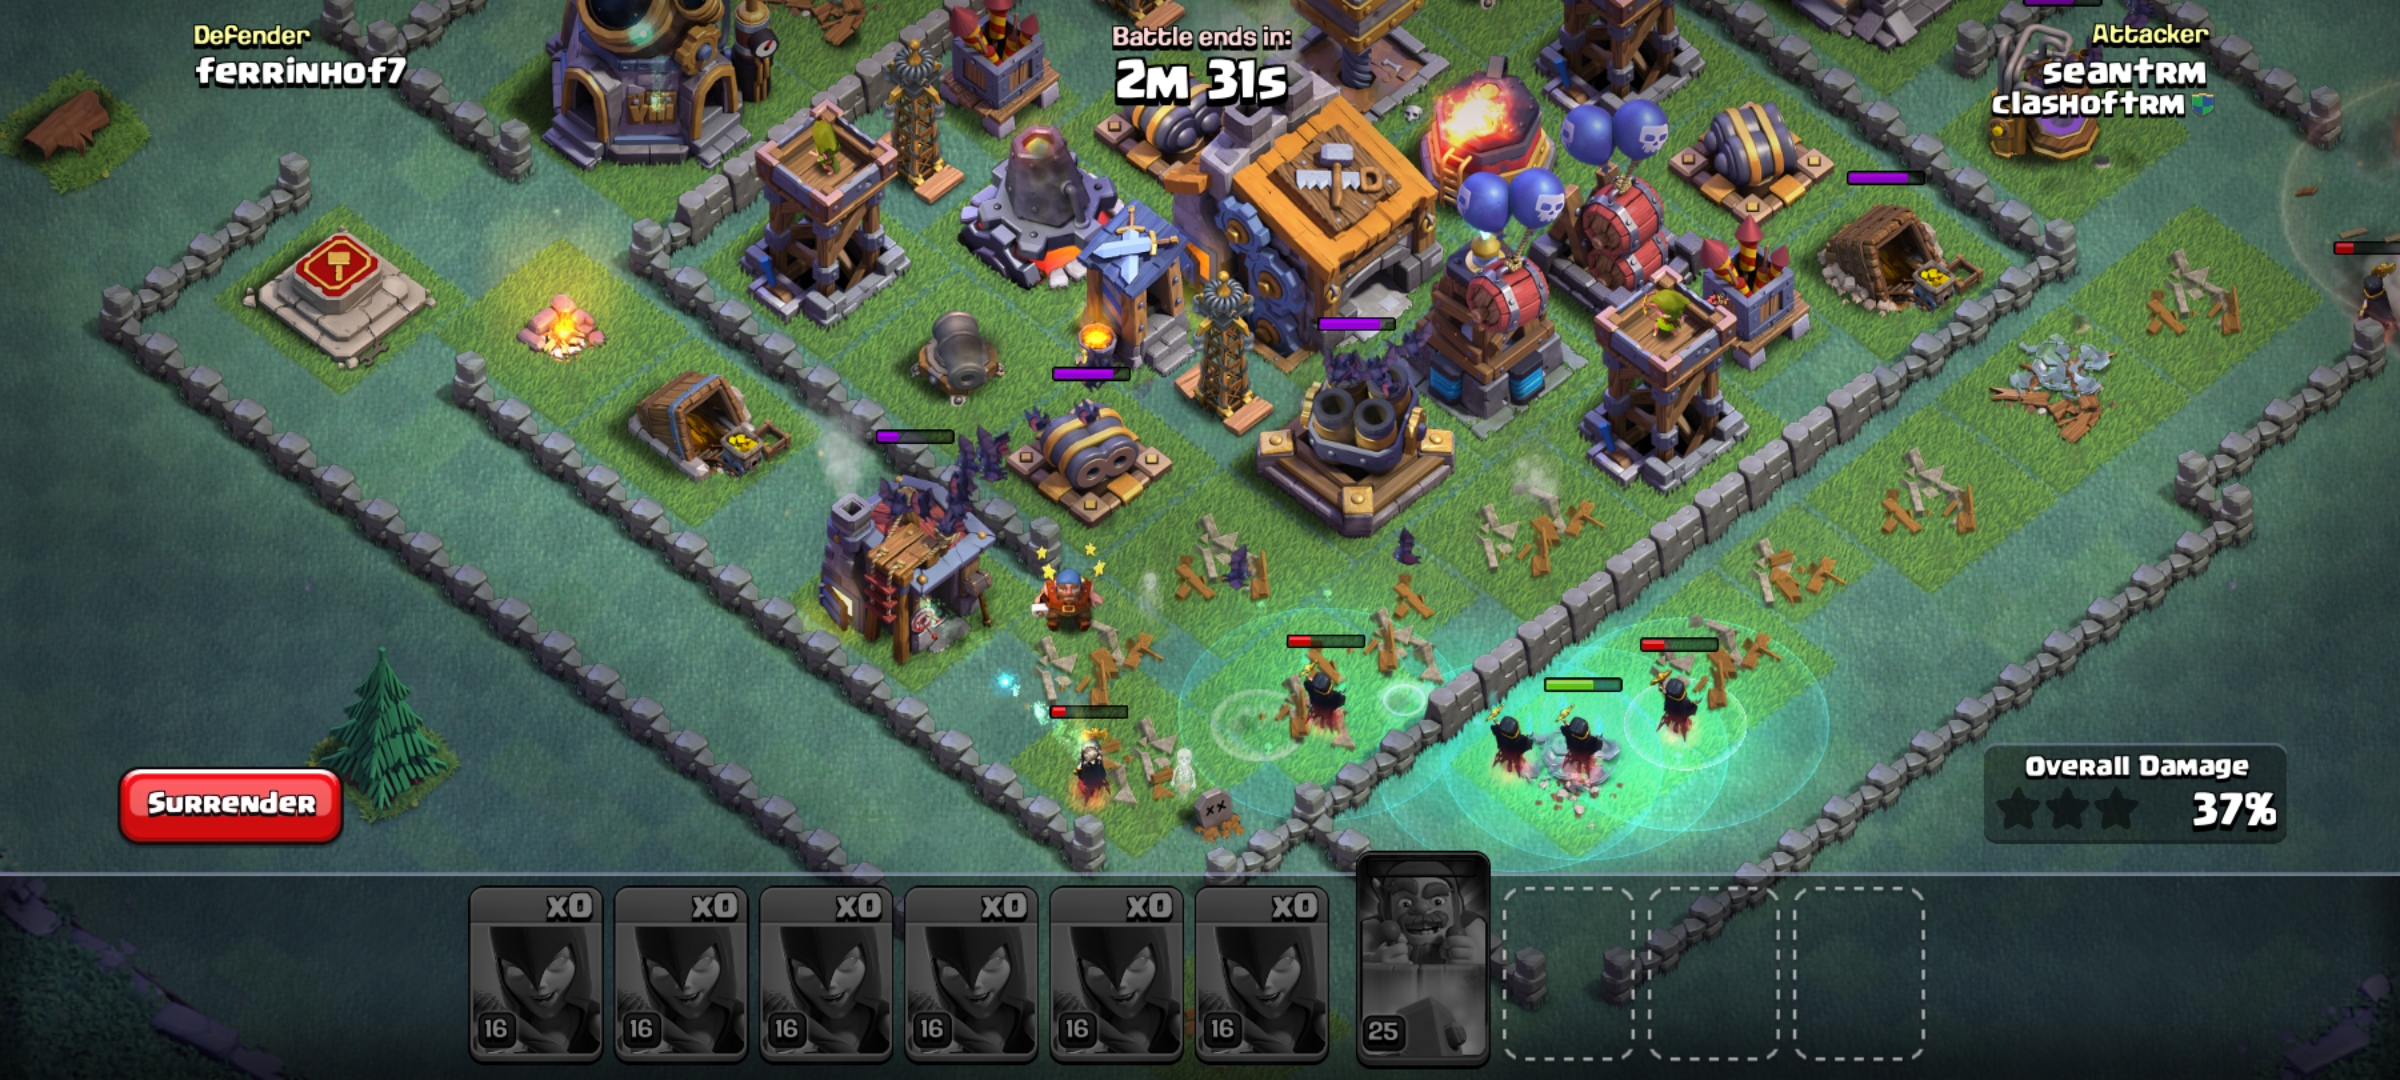 Defender
ferrinhof7
Battle ends in:
2m 31s
Attacker
seantrm
clashoftrm
VIII
Surrender
Overall Damage
37%
x0
x0
x0
x0
x0
x0
16
16
16
16
16
16
25